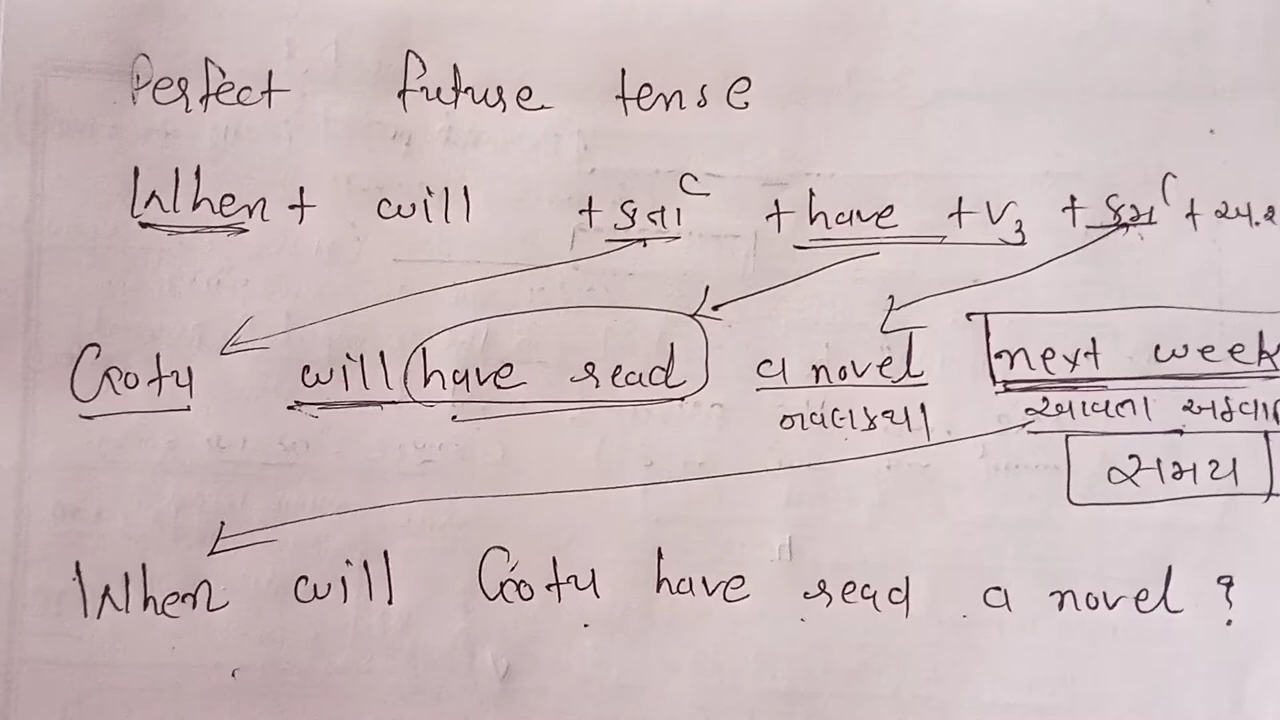 Perfect future tense
When + will + કર્તા + have + V3 + કર્મ +
Gotu will have read a novel next week
નવલકથા આવતા
સમય
When will Gotu have read a novel ?